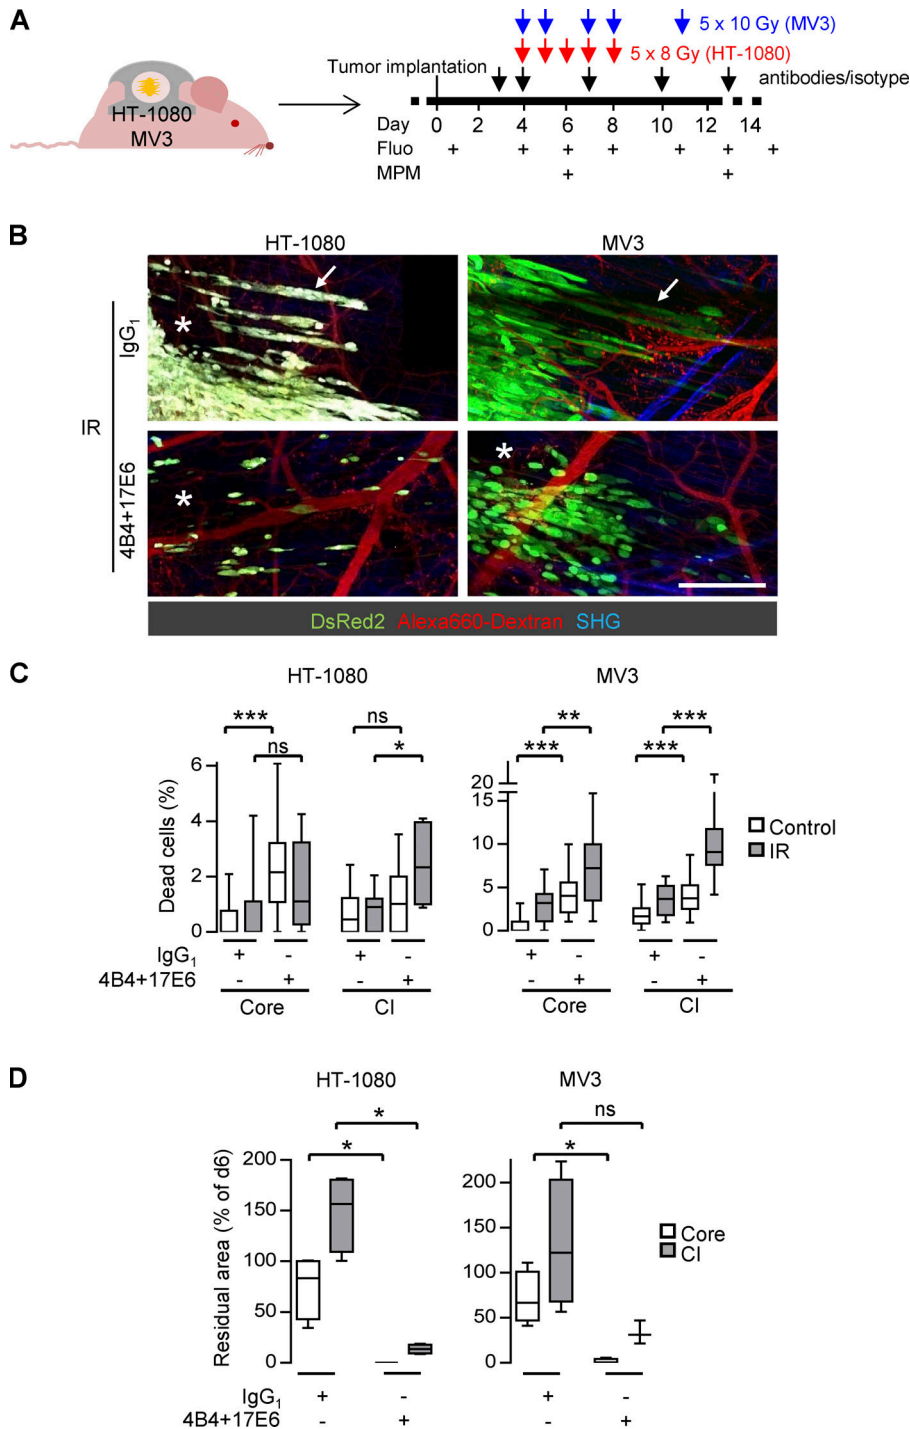 A
5 x 10 Gy (MV3)
5 x 8 Gy (HT-1080)
Tumor implantation
antibodies/isotype
HT-1080
MV3
Day 0 2 4 6 8 10 12 14
Fluo + + + + + + +
MPM + +
B
HT-1080 MV3
IR
IgG₁
*
4B4+17E6
* *
DsRed2 Alexa660-Dextran SHG
C
HT-1080 MV3
*** ns ** ***
ns * *** ***
Dead cells (%)
6
4
2
0
20
15
10
5
0
Control
IR
IgG₁ + - + - + - + -
4B4+17E6 - + - + - + - +
Core CI Core CI
D
HT-1080 MV3
* ns
* *
Residual area (% of d6)
200
150
100
50
0
200
150
100
50
0
Core
CI
IgG₁ + - + -
4B4+17E6 - + - +